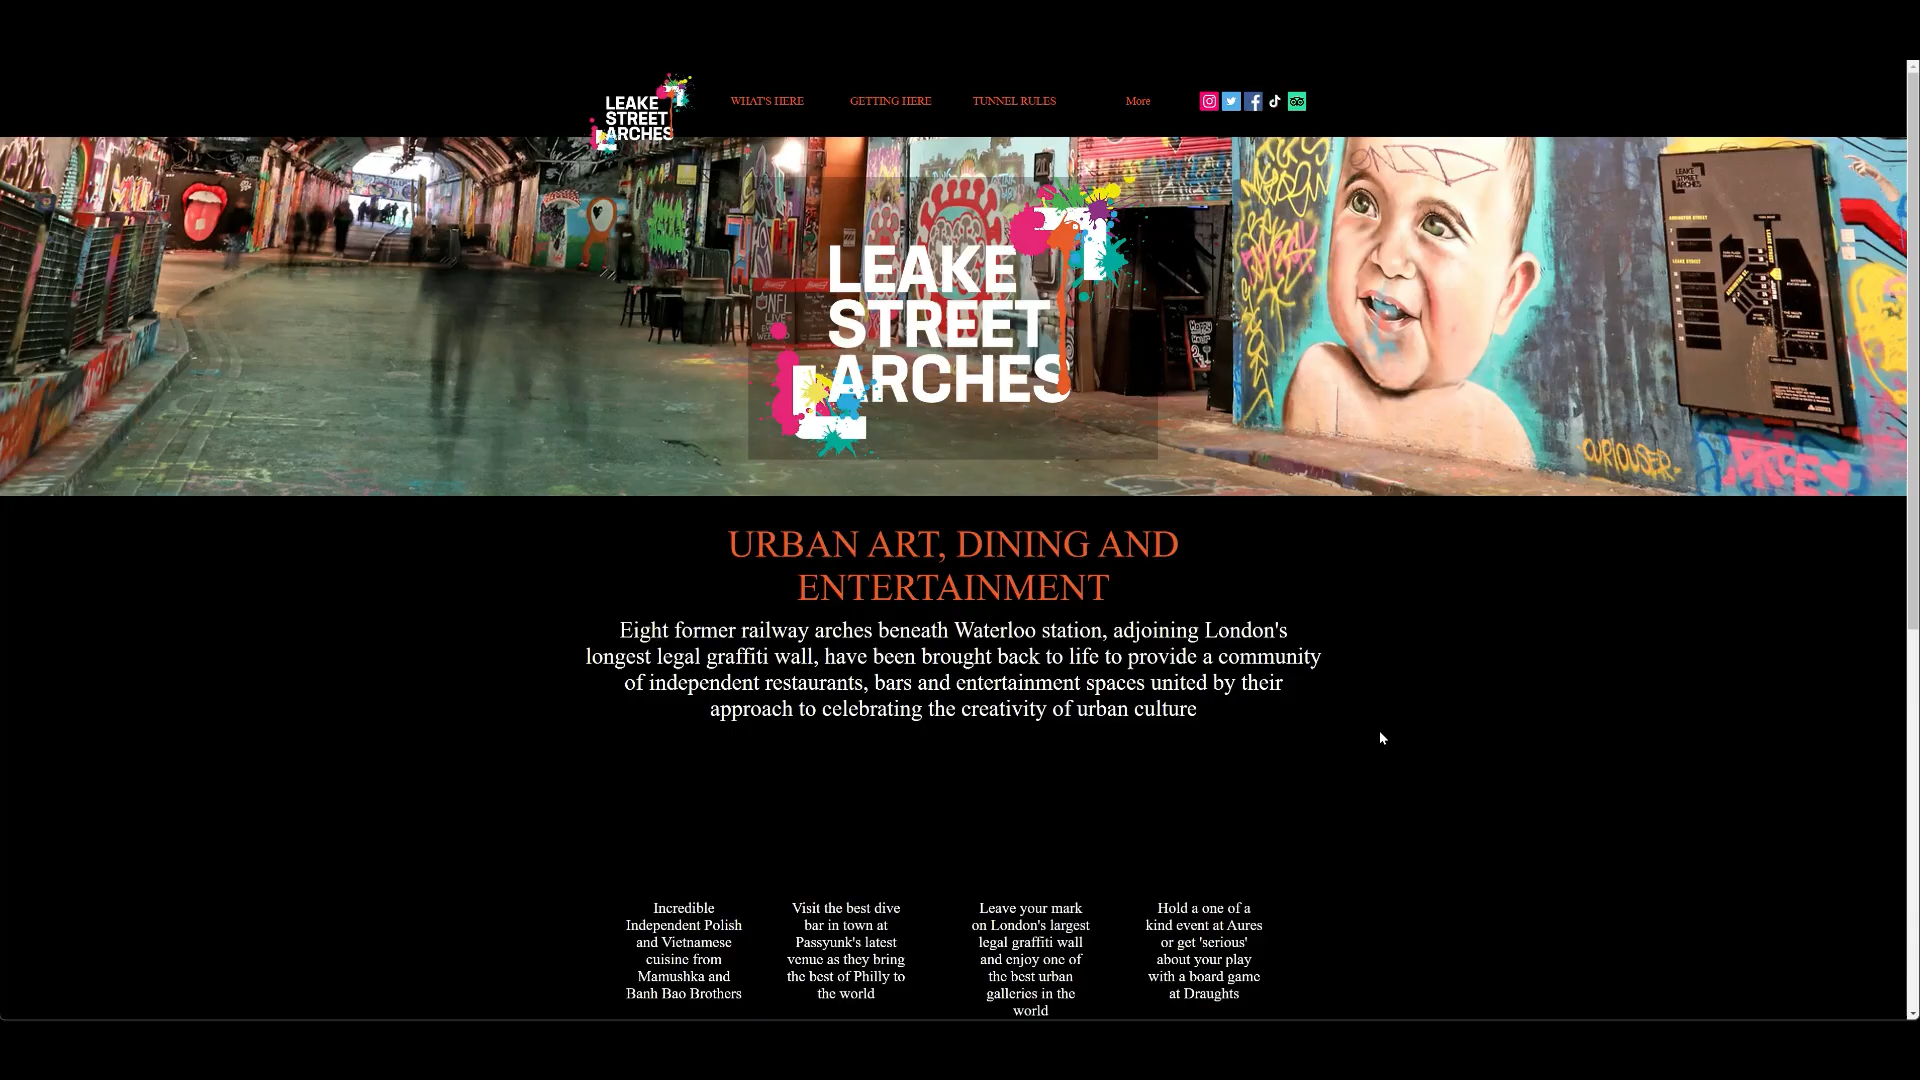 LEAKE
STREET
ARCHES
WHAT'S HERE
GETTING HERE
TUNNEL RULES
More
LEAKE
STREET
ARCHES
LEAKE
STREET
ARCHES
CURIOUSER
URBAN ART, DINING AND
ENTERTAINMENT
Eight former railway arches beneath Waterloo station, adjoining London's
longest legal graffiti wall, have been brought back to life to provide a community
of independent restaurants, bars and entertainment spaces united by their
approach to celebrating the creativity of urban culture
Incredible
Independent Polish
and Vietnamese
cuisine from
Mamushka and
Banh Bao Brothers
Visit the best dive
bar in town at
Passyunk's latest
venue as they bring
the best of Philly to
the world
Leave your mark
on London's largest
legal graffiti wall
and enjoy one of
the best urban
galleries in the
world
Hold a one of a
kind event at Aures
or get 'serious'
about your play
with a board game
at Draughts